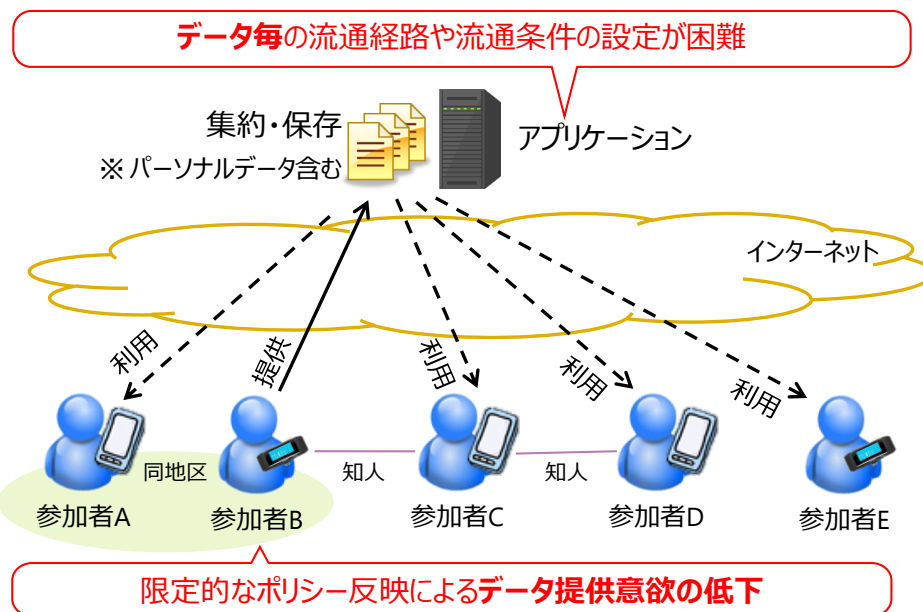 データ毎の流通経路や流通条件の設定が困難
集約・保存
※パーソナルデータ含む
アプリケーション
インターネット
利用
提供
利用
利用
利用
同地区
知人
知人
参加者A
参加者B
参加者C
参加者D
参加者E
限定的なポリシー反映によるデータ提供意欲の低下